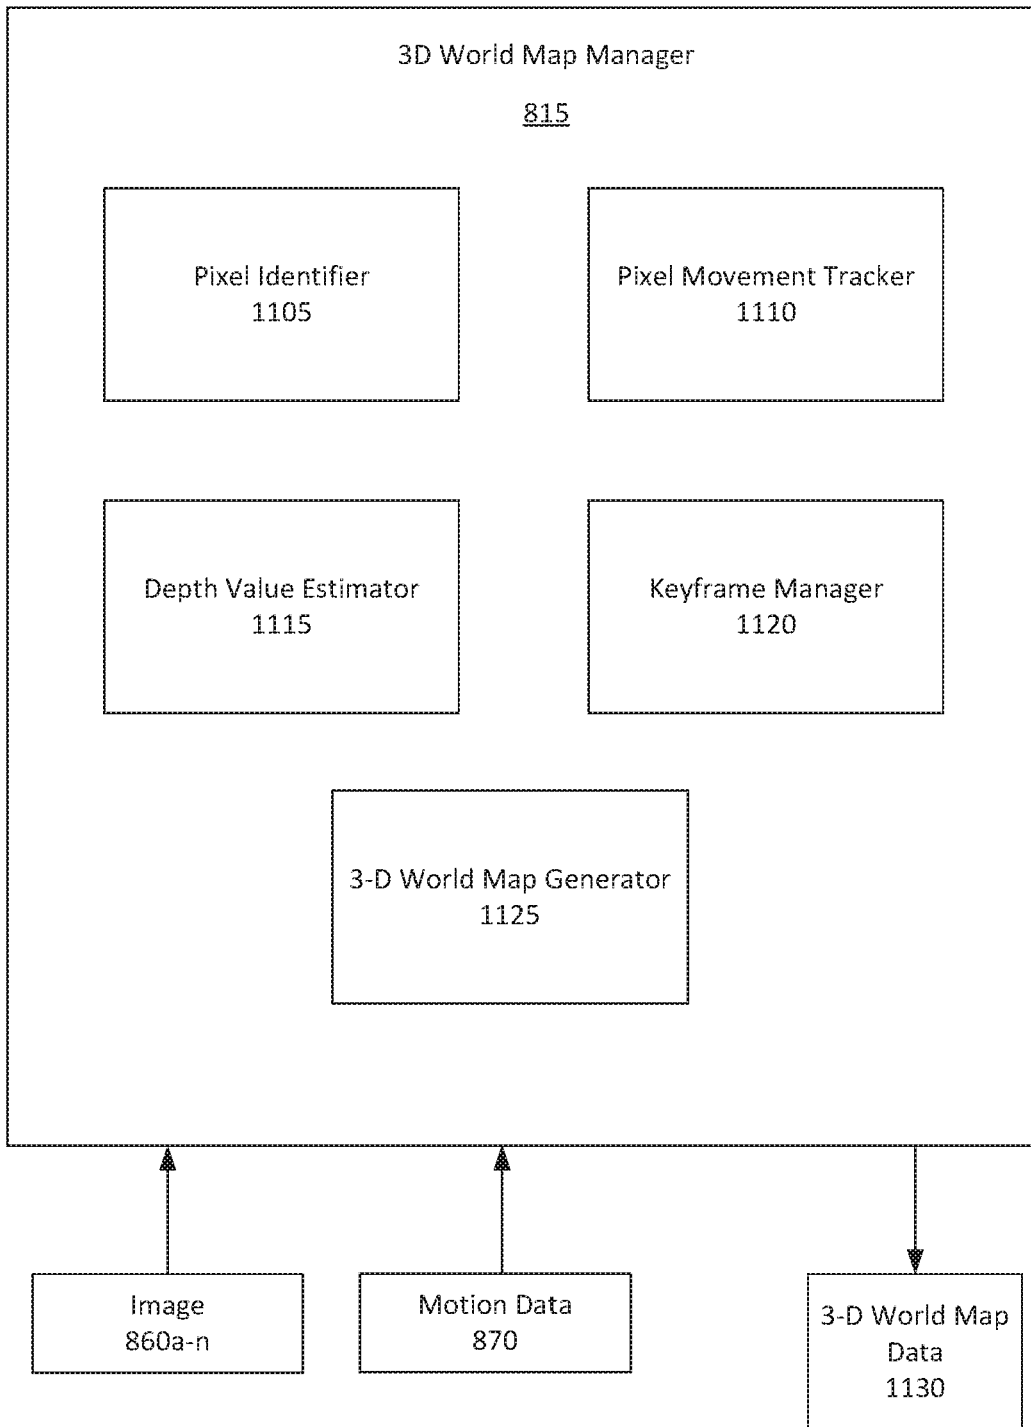 3D World Map Manager
815
Pixel Identifier
1105
Pixel Movement Tracker
1110
Depth Value Estimator
1115
Keyframe Manager
1120
3-D World Map Generator
1125
Image
860a-n
Motion Data
870
3-D World Map
Data
1130